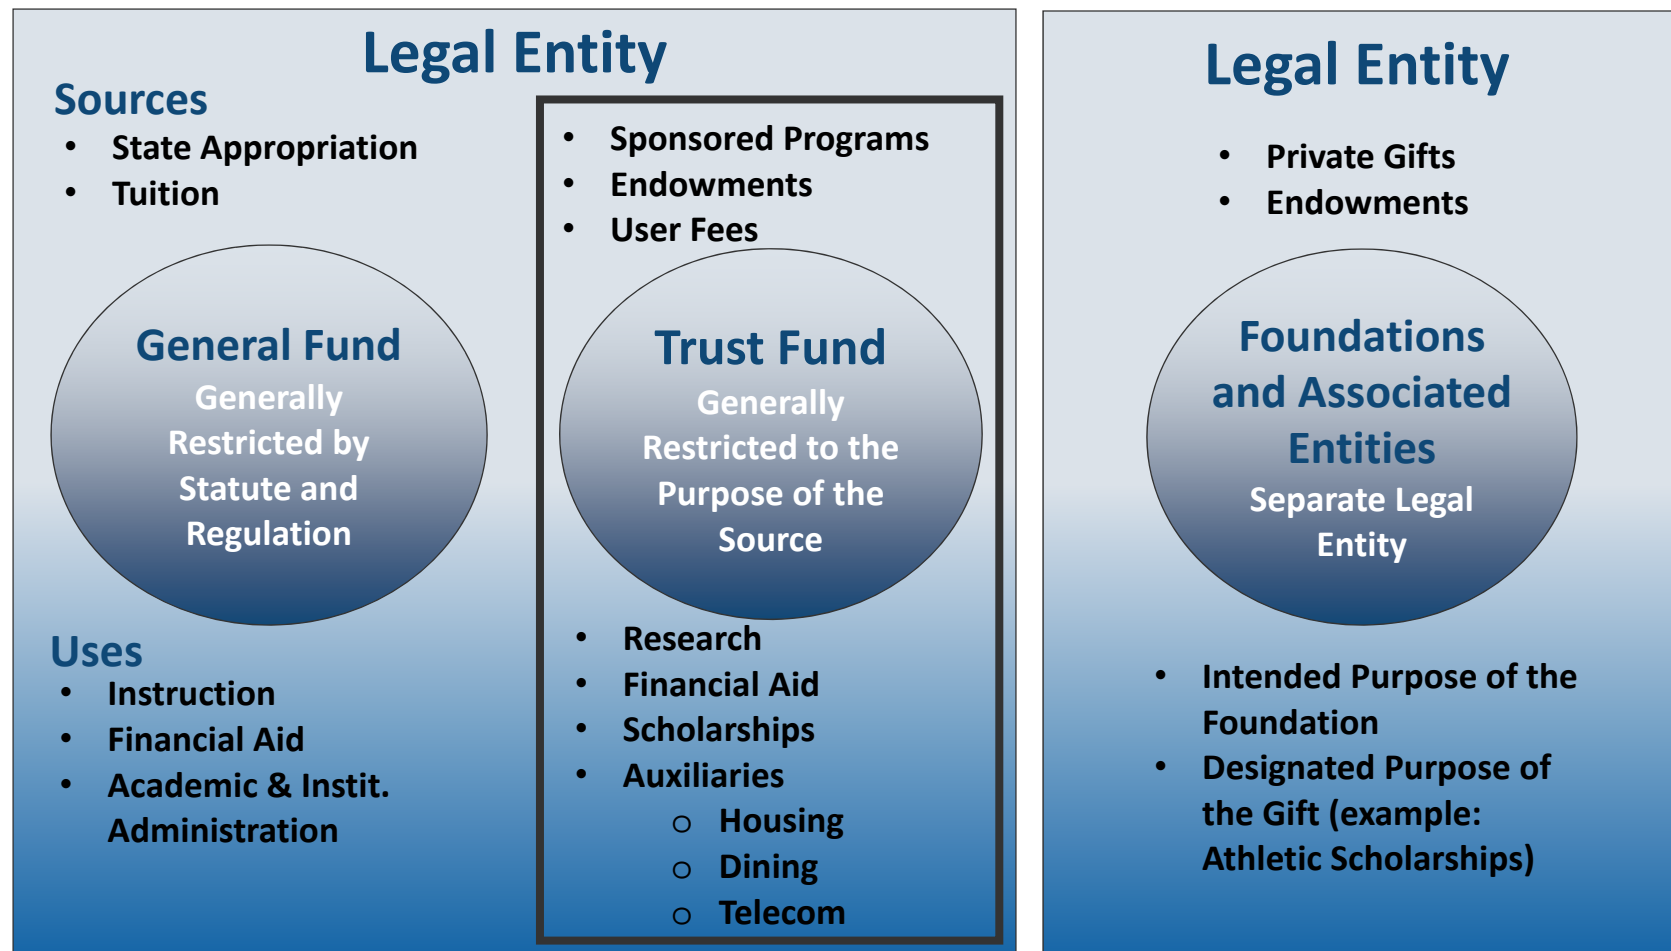 Legal Entity
Sources
• State Appropriation
• Tuition
General Fund
Generally
Restricted by
Statute and
Regulation
Uses
• Instruction
• Financial Aid
• Academic & Instit.
Administration
• Sponsored Programs
• Endowments
• User Fees
Trust Fund
Generally
Restricted to the
Purpose of the
Source
• Research
• Financial Aid
• Scholarships
• Auxiliaries
o Housing
o Dining
o Telecom
Legal Entity
• Private Gifts
• Endowments
Foundations
and Associated
Entities
Separate Legal
Entity
• Intended Purpose of the
Foundation
• Designated Purpose of
the Gift (example:
Athletic Scholarships)